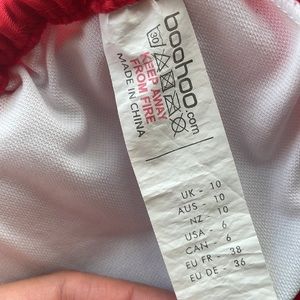 boohoo.com
30
KEEP AWAY
FROM FIRE
MADE IN CHINA
UK - 10
AUS - 10
NZ - 10
USA - 6
CAN - 6
EU FR - 38
EU DE - 36